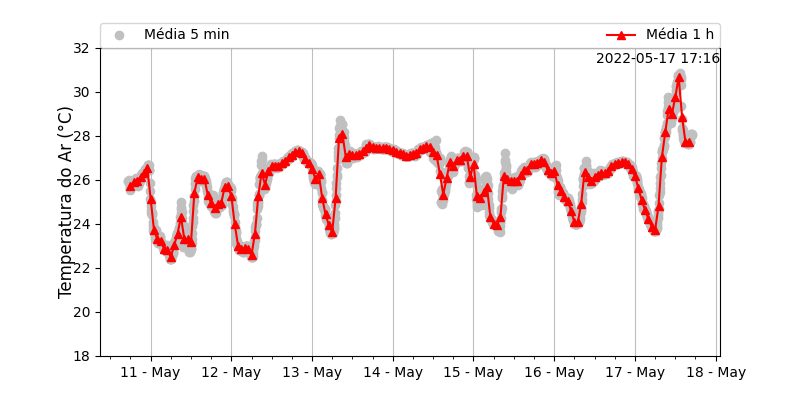 Média 5 min
Média 1 h
2022-05-17 17:16
Temperatura do Ar (°C)
32
30
28
26
24
22
20
18
11 - May
12 - May
13 - May
14 - May
15 - May
16 - May
17 - May
18 - May